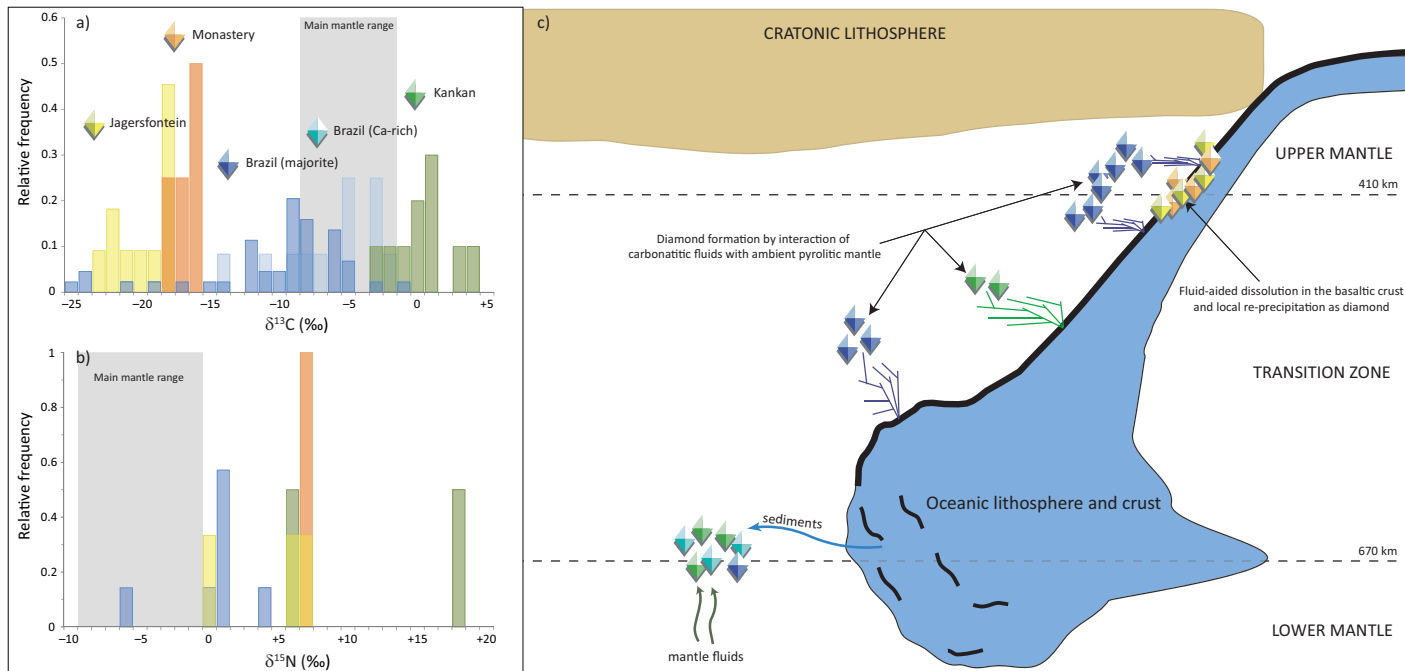 a)
Relative frequency
0.6
0.5
0.4
0.3
0.2
0.1
0
Main mantle range
Monastery
Jagersfontein
Kankan
Brazil (Ca-rich)
Brazil (majorite)
−25
−20
−15
−10
−5
0
+5
δ¹³C (‰)
b)
Relative frequency
1
0.8
0.6
0.4
0.2
0
Main mantle range
−10
−5
0
+5
+10
+15
+20
δ¹⁵N (‰)
c)
CRATONIC LITHOSPHERE
UPPER MANTLE
410 km
Diamond formation by interaction of
carbonatitic fluids with ambient pyrolitic mantle
Fluid-aided dissolution in the basaltic crust
and local re-precipitation as diamond
TRANSITION ZONE
Oceanic lithosphere and crust
sediments
670 km
LOWER MANTLE
mantle fluids